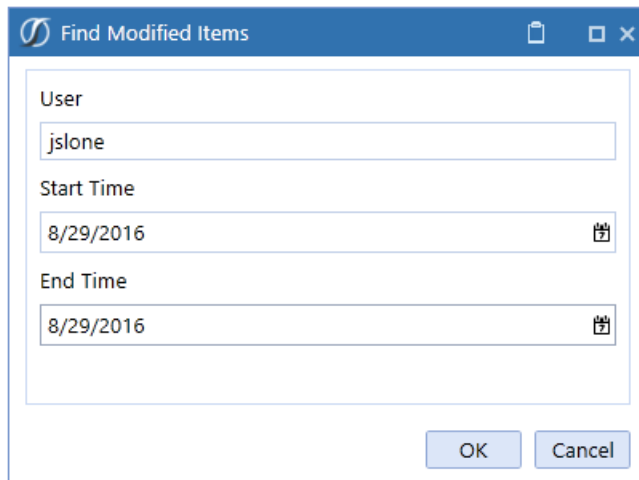 Find Modified Items
User
jslone
Start Time
8/29/2016
End Time
8/29/2016
OK Cancel